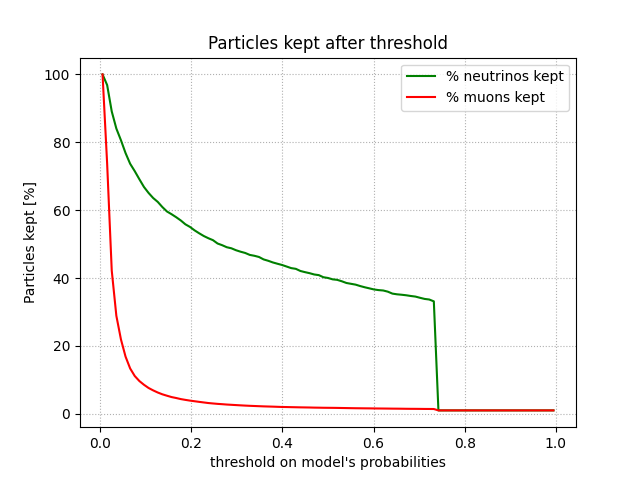 Particles kept after threshold
% neutrinos kept
% muons kept
Particles kept [%]
100
80
60
40
20
0
0.0 0.2 0.4 0.6 0.8 1.0
threshold on model's probabilities